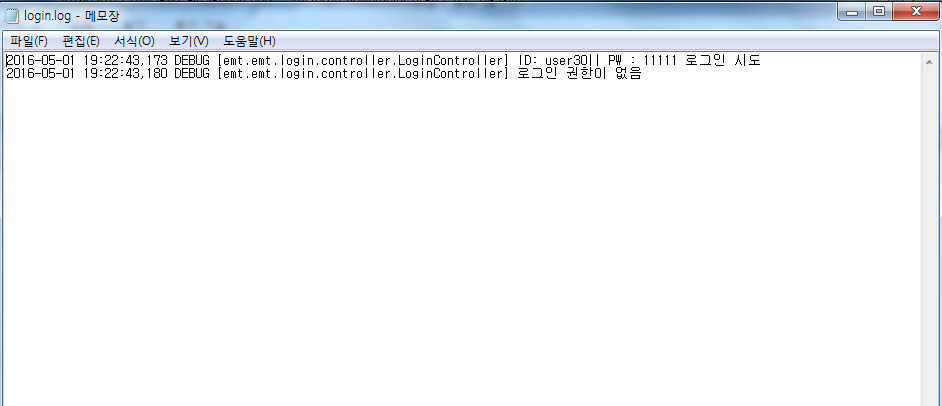 login.log - 메모장
파일(F) 편집(E) 서식(O) 보기(V) 도움말(H)
2016-05-01 19:22:43,173 DEBUG [emt.emt.login.controller.LoginController] ID: user30|| PW : 11111 로그인 시도
2016-05-01 19:22:43,180 DEBUG [emt.emt.login.controller.LoginController] 로그인 권한이 없음